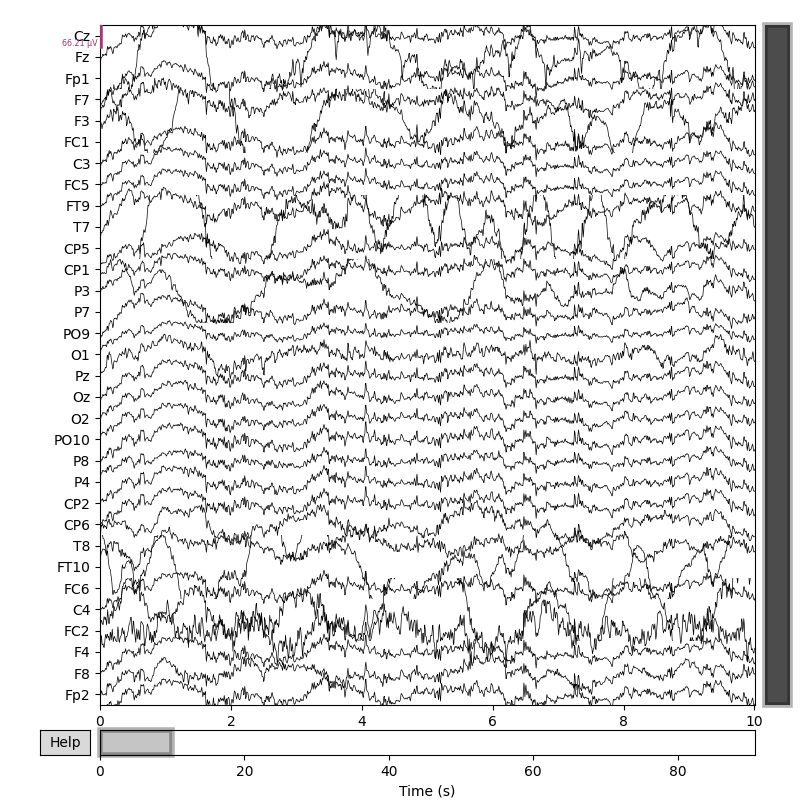 Cz
66.21 µV
Fz
Fp1
F7
F3
FC1
C3
FC5
FT9
T7
CP5
CP1
P3
P7
PO9
O1
Pz
Oz
O2
PO10
P8
P4
CP2
CP6
T8
FT10
FC6
C4
FC2
F4
F8
Fp2
0 2 4 6 8 10
Help
0 20 40 60 80
Time (s)